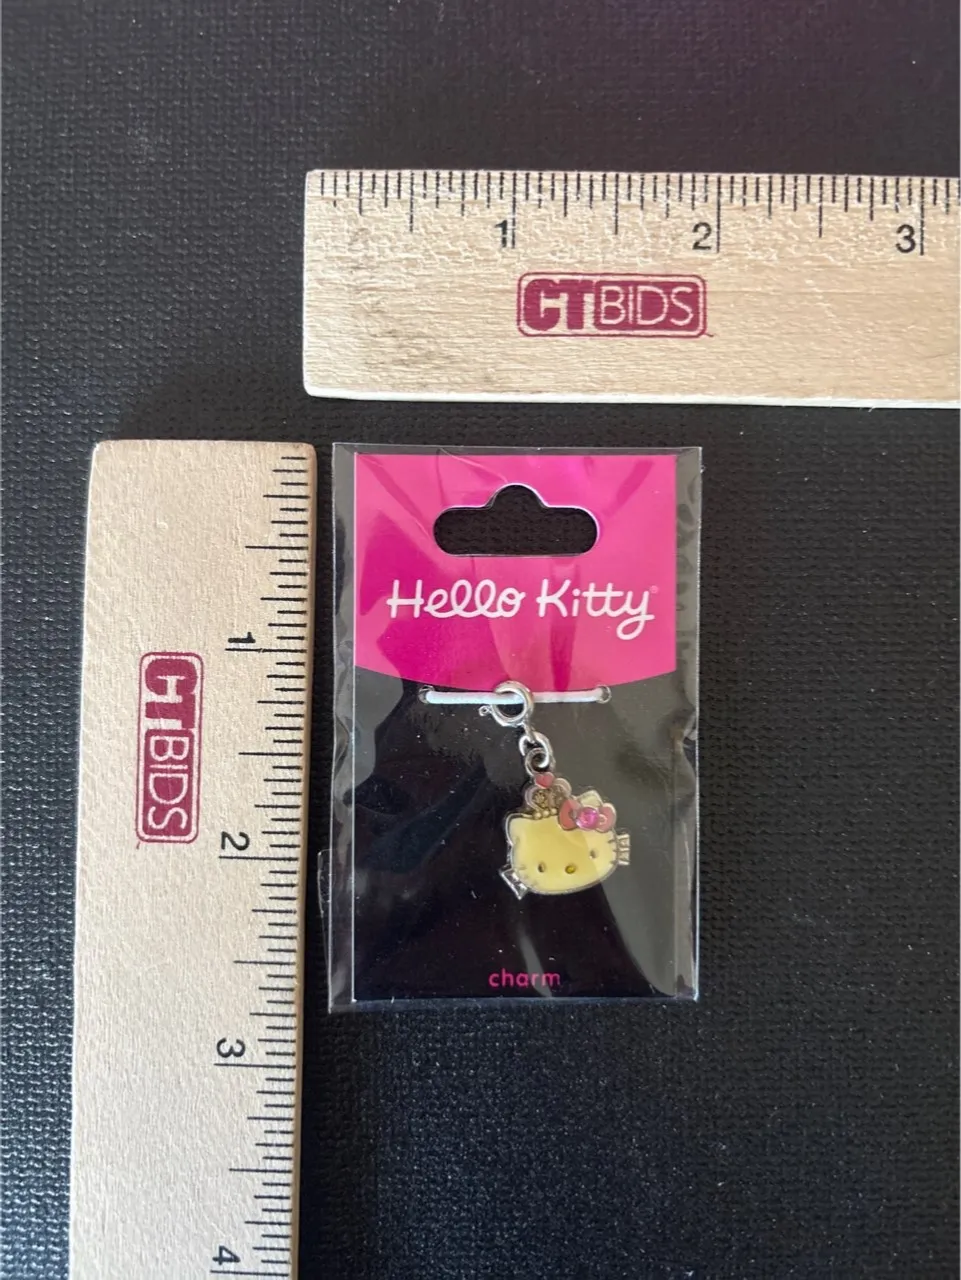 1 2 3
CTBIDS
Hello Kitty®
charm
1
2
3
4
CTBIDS